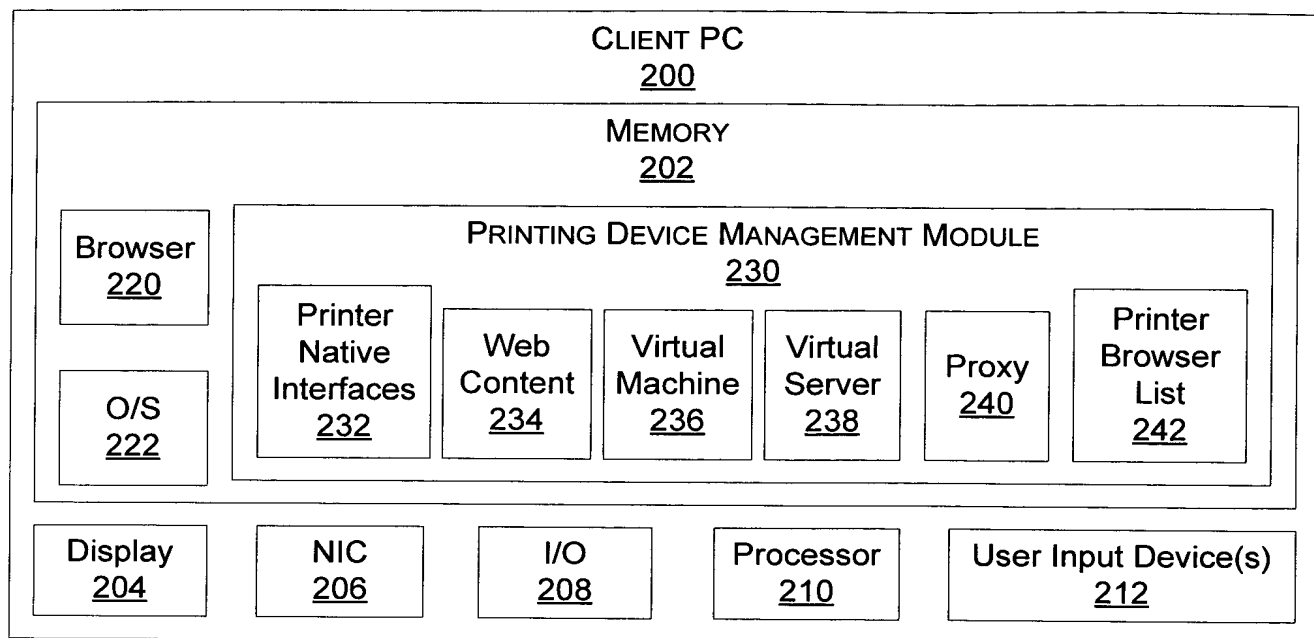 CLIENT PC
200
MEMORY
202
Browser
220
O/S
222
PRINTING DEVICE MANAGEMENT MODULE
230
Printer
Native
Interfaces
232
Web
Content
234
Virtual
Machine
236
Virtual
Server
238
Proxy
240
Printer
Browser
List
242
Display
204
NIC
206
I/O
208
Processor
210
User Input Device(s)
212